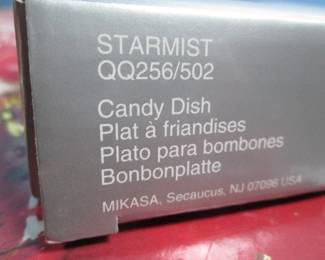 STARMIST
QQ256/502
Candy Dish
Plat à friandises
Plato para bombones
Bonbonplatte
MIKASA, Secaucus, NJ 07096 USA